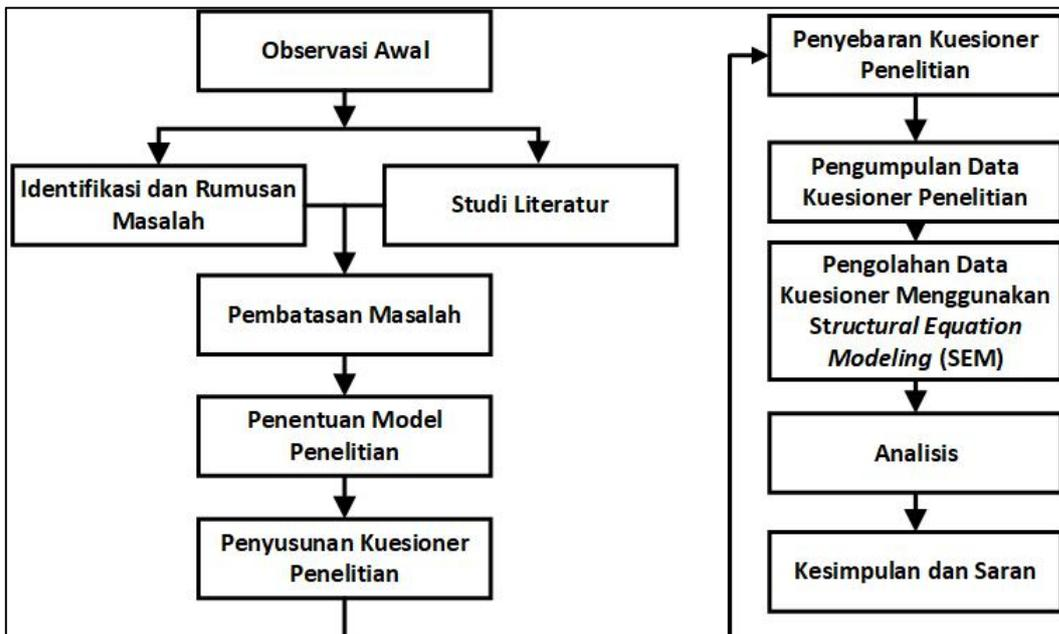 Observasi Awal
Identifikasi dan Rumusan
Masalah
Studi Literatur
Pembatasan Masalah
Penentuan Model
Penelitian
Penyusunan Kuesioner
Penelitian
Penyebaran Kuesioner
Penelitian
Pengumpulan Data
Kuesioner Penelitian
Pengolahan Data
Kuesioner Menggunakan
Structural Equation
Modeling (SEM)
Analisis
Kesimpulan dan Saran